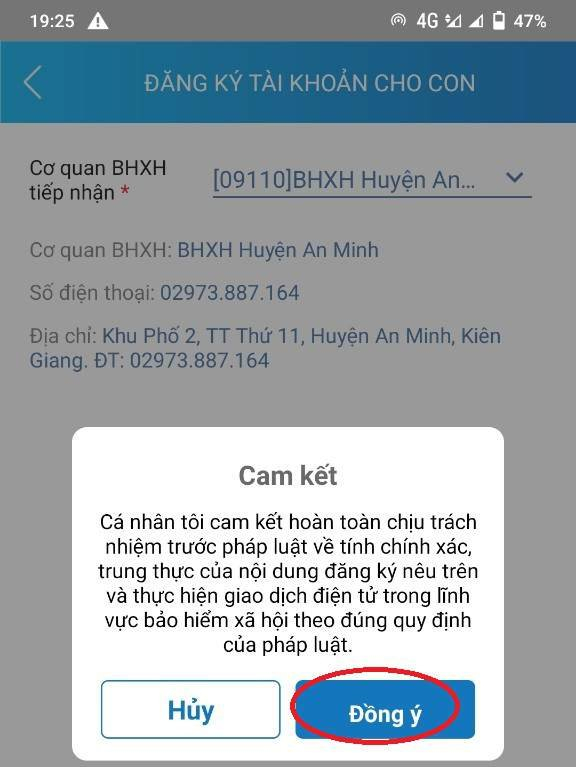 19:25 4G 47%
ĐĂNG KÝ TÀI KHOẢN CHO CON
Cơ quan BHXH
tiếp nhận *
[09110]BHXH Huyện An...
Cơ quan BHXH: BHXH Huyện An Minh
Số điện thoại: 02973.887.164
Địa chỉ: Khu Phố 2, TT Thứ 11, Huyện An Minh, Kiên
Giang. ĐT: 02973.887.164
Cam kết
Cá nhân tôi cam kết hoàn toàn chịu trách
nhiệm trước pháp luật về tính chính xác,
trung thực của nội dung đăng ký nêu trên
và thực hiện giao dịch điện tử trong lĩnh
vực bảo hiểm xã hội theo đúng quy định
của pháp luật.
Hủy
Đồng ý